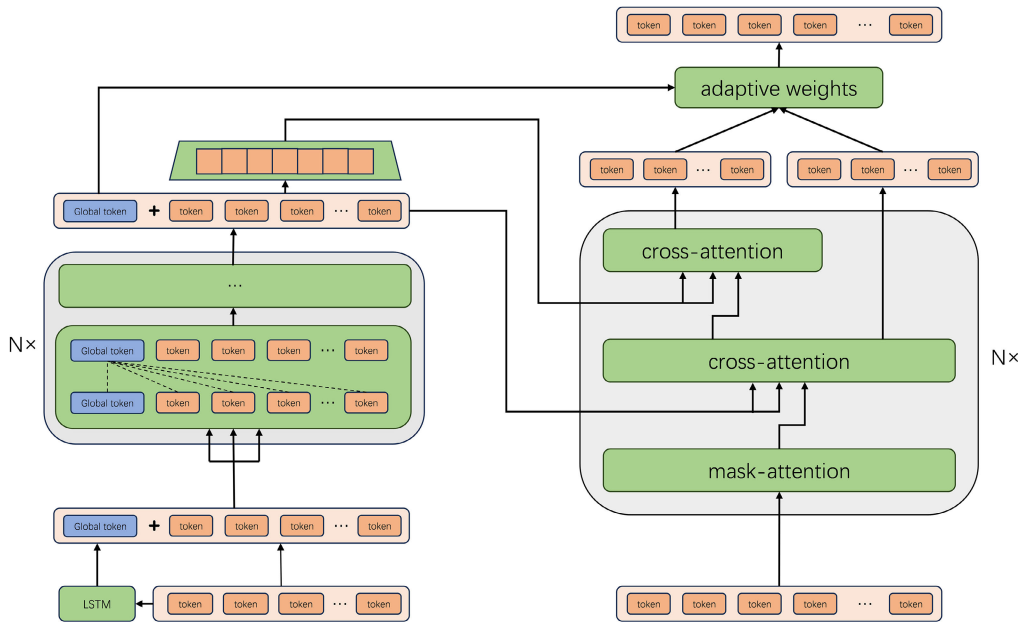 token token token token ... token
adaptive weights
token token ... token
token token ... token
Global token + token token token ... token
cross-attention
...
N×
Global token token token token ... token
Global token token token token ... token
cross-attention
N×
mask-attention
Global token + token token token ... token
LSTM
token token token ... token
token token token token ... token